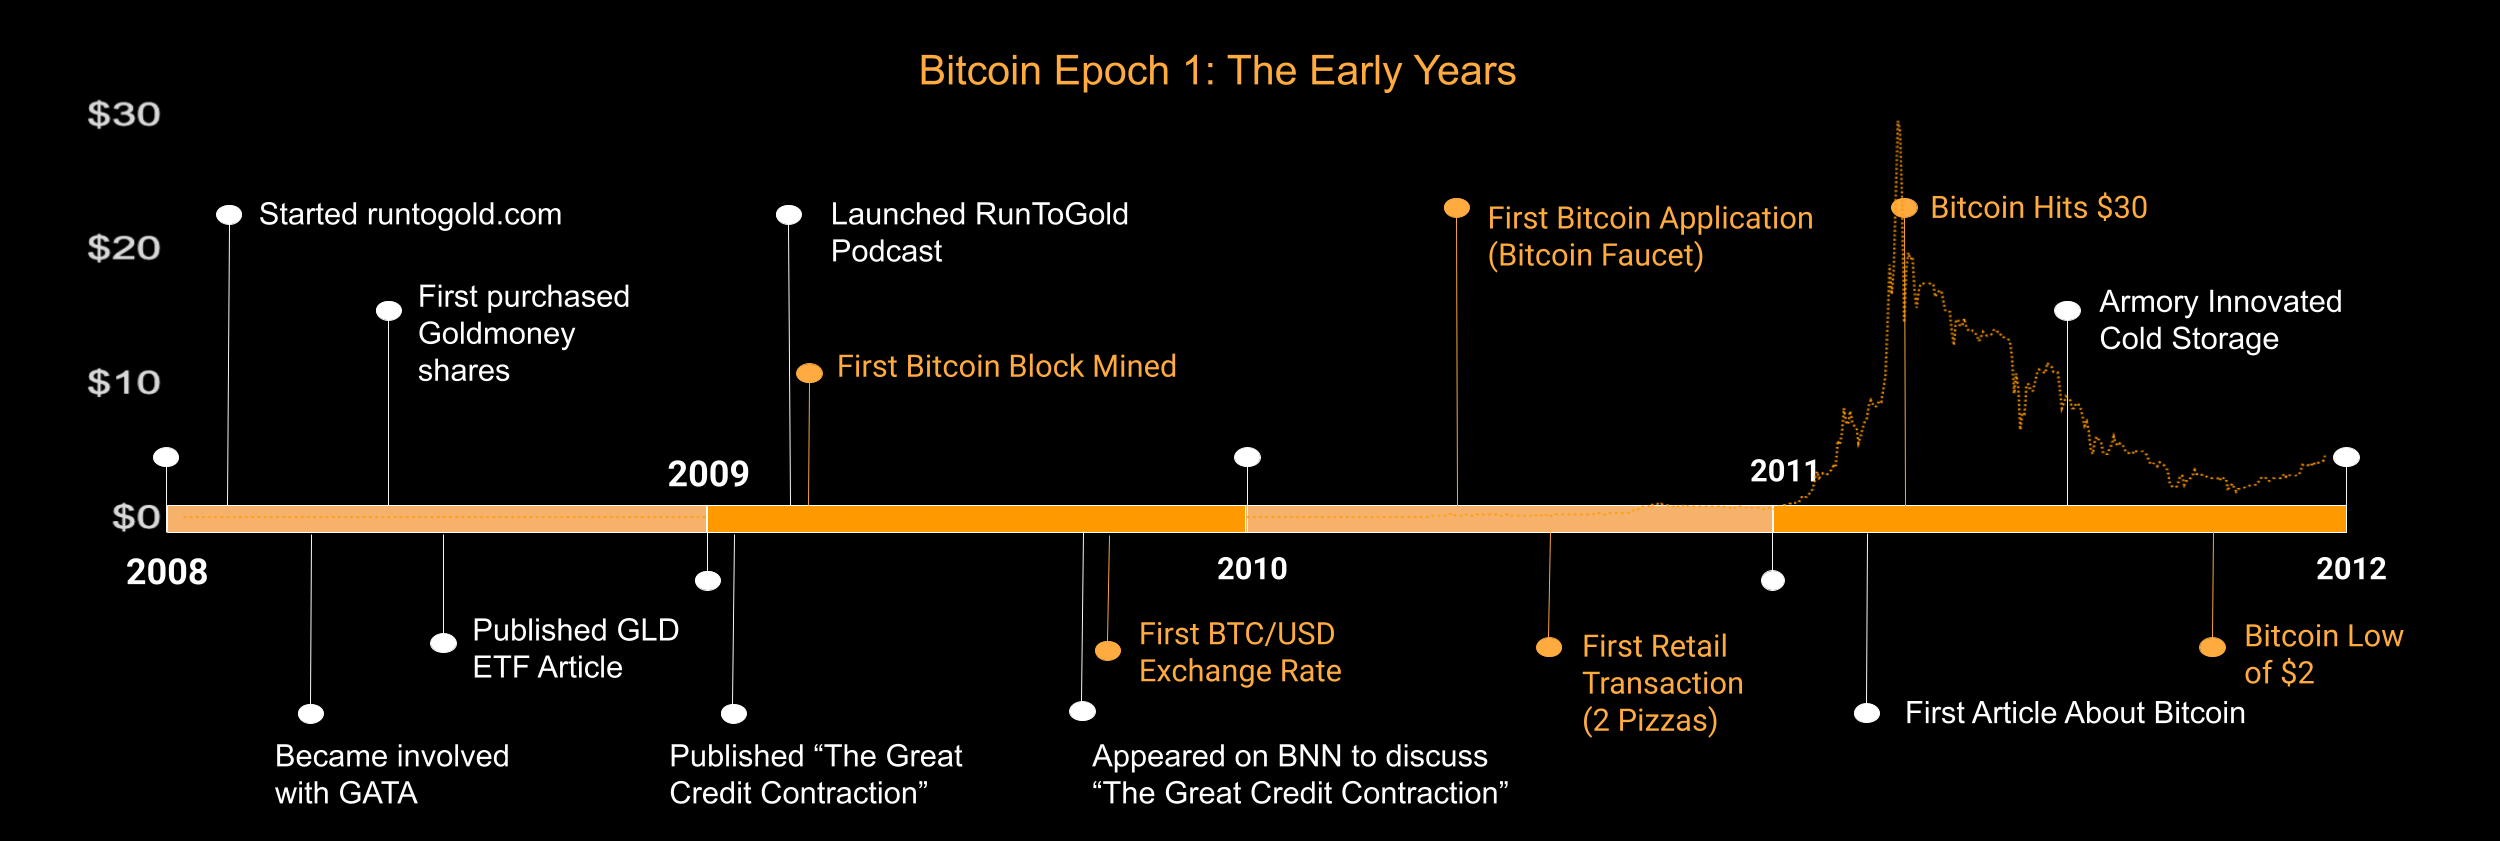 Bitcoin Epoch 1: The Early Years
$30
$20
$10
$0
Started runtogold.com
First purchased
Goldmoney
shares
Launched RunToGold
Podcast
First Bitcoin Block Mined
First Bitcoin Application
(Bitcoin Faucet)
Bitcoin Hits $30
Armory Innovated
Cold Storage
2008
2009
2010
2011
2012
Became involved
with GATA
Published GLD
ETF Article
Published “The Great
Credit Contraction”
First BTC/USD
Exchange Rate
Appeared on BNN to discuss
“The Great Credit Contraction”
First Retail
Transaction
(2 Pizzas)
First Article About Bitcoin
Bitcoin Low
of $2